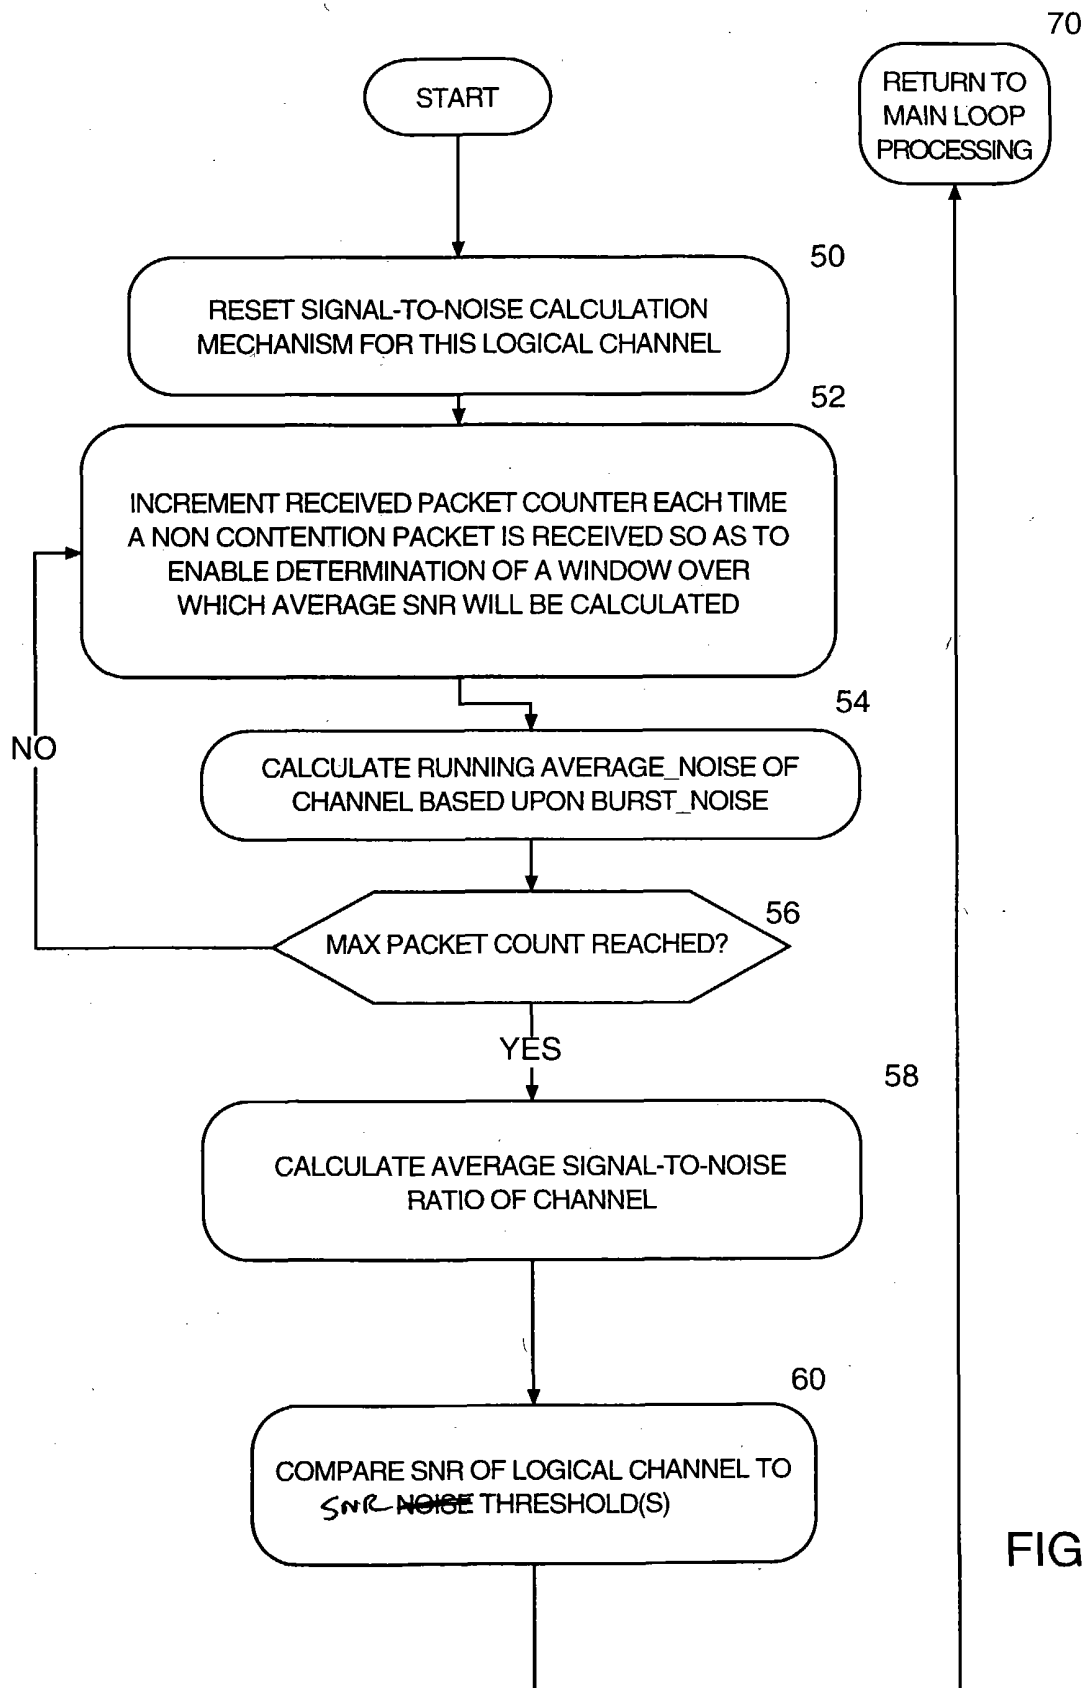 70
RETURN TO
MAIN LOOP
PROCESSING
START
50
RESET SIGNAL-TO-NOISE CALCULATION
MECHANISM FOR THIS LOGICAL CHANNEL
52
INCREMENT RECEIVED PACKET COUNTER EACH TIME
A NON CONTENTION PACKET IS RECEIVED SO AS TO
ENABLE DETERMINATION OF A WINDOW OVER
WHICH AVERAGE SNR WILL BE CALCULATED
54
NO
CALCULATE RUNNING AVERAGE_NOISE OF
CHANNEL BASED UPON BURST_NOISE
56
MAX PACKET COUNT REACHED?
YES
58
CALCULATE AVERAGE SIGNAL-TO-NOISE
RATIO OF CHANNEL
60
COMPARE SNR OF LOGICAL CHANNEL TO
SNR NOISE THRESHOLD(S)
FIG